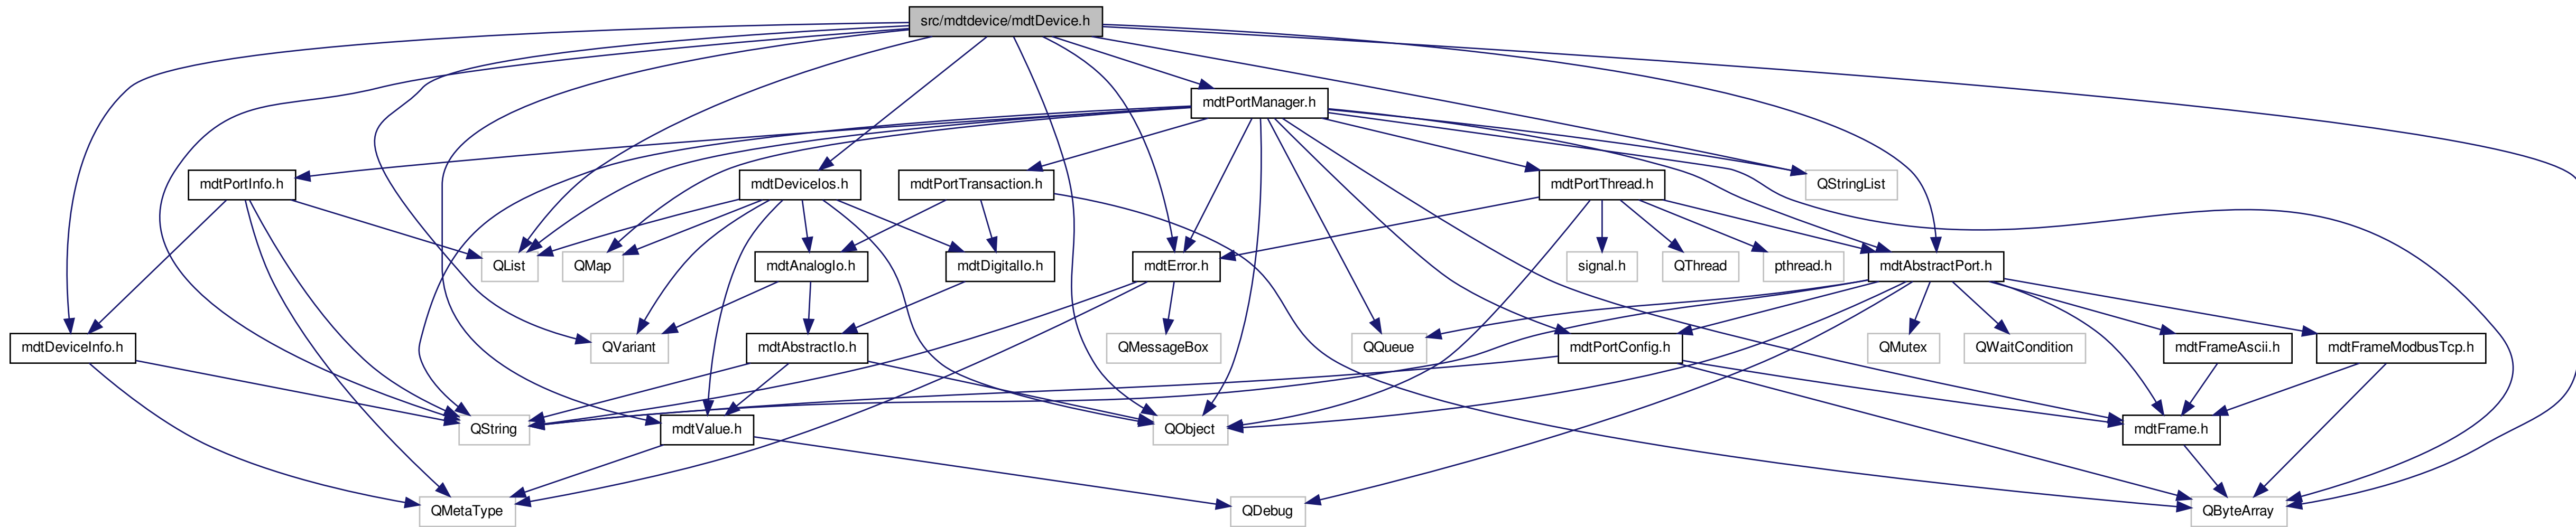 src/mdtdevice/mdtDevice.h
mdtPortManager.h
mdtPortInfo.h
mdtDeviceIos.h
mdtPortTransaction.h
mdtPortThread.h
QStringList
QList
QMap
mdtAnalogIo.h
mdtDigitalIo.h
mdtError.h
signal.h
QThread
pthread.h
mdtAbstractPort.h
mdtDeviceInfo.h
QVariant
mdtAbstractIo.h
QMessageBox
QQueue
mdtPortConfig.h
QMutex
QWaitCondition
mdtFrameAscii.h
mdtFrameModbusTcp.h
QString
mdtValue.h
QObject
mdtFrame.h
QMetaType
QDebug
QByteArray